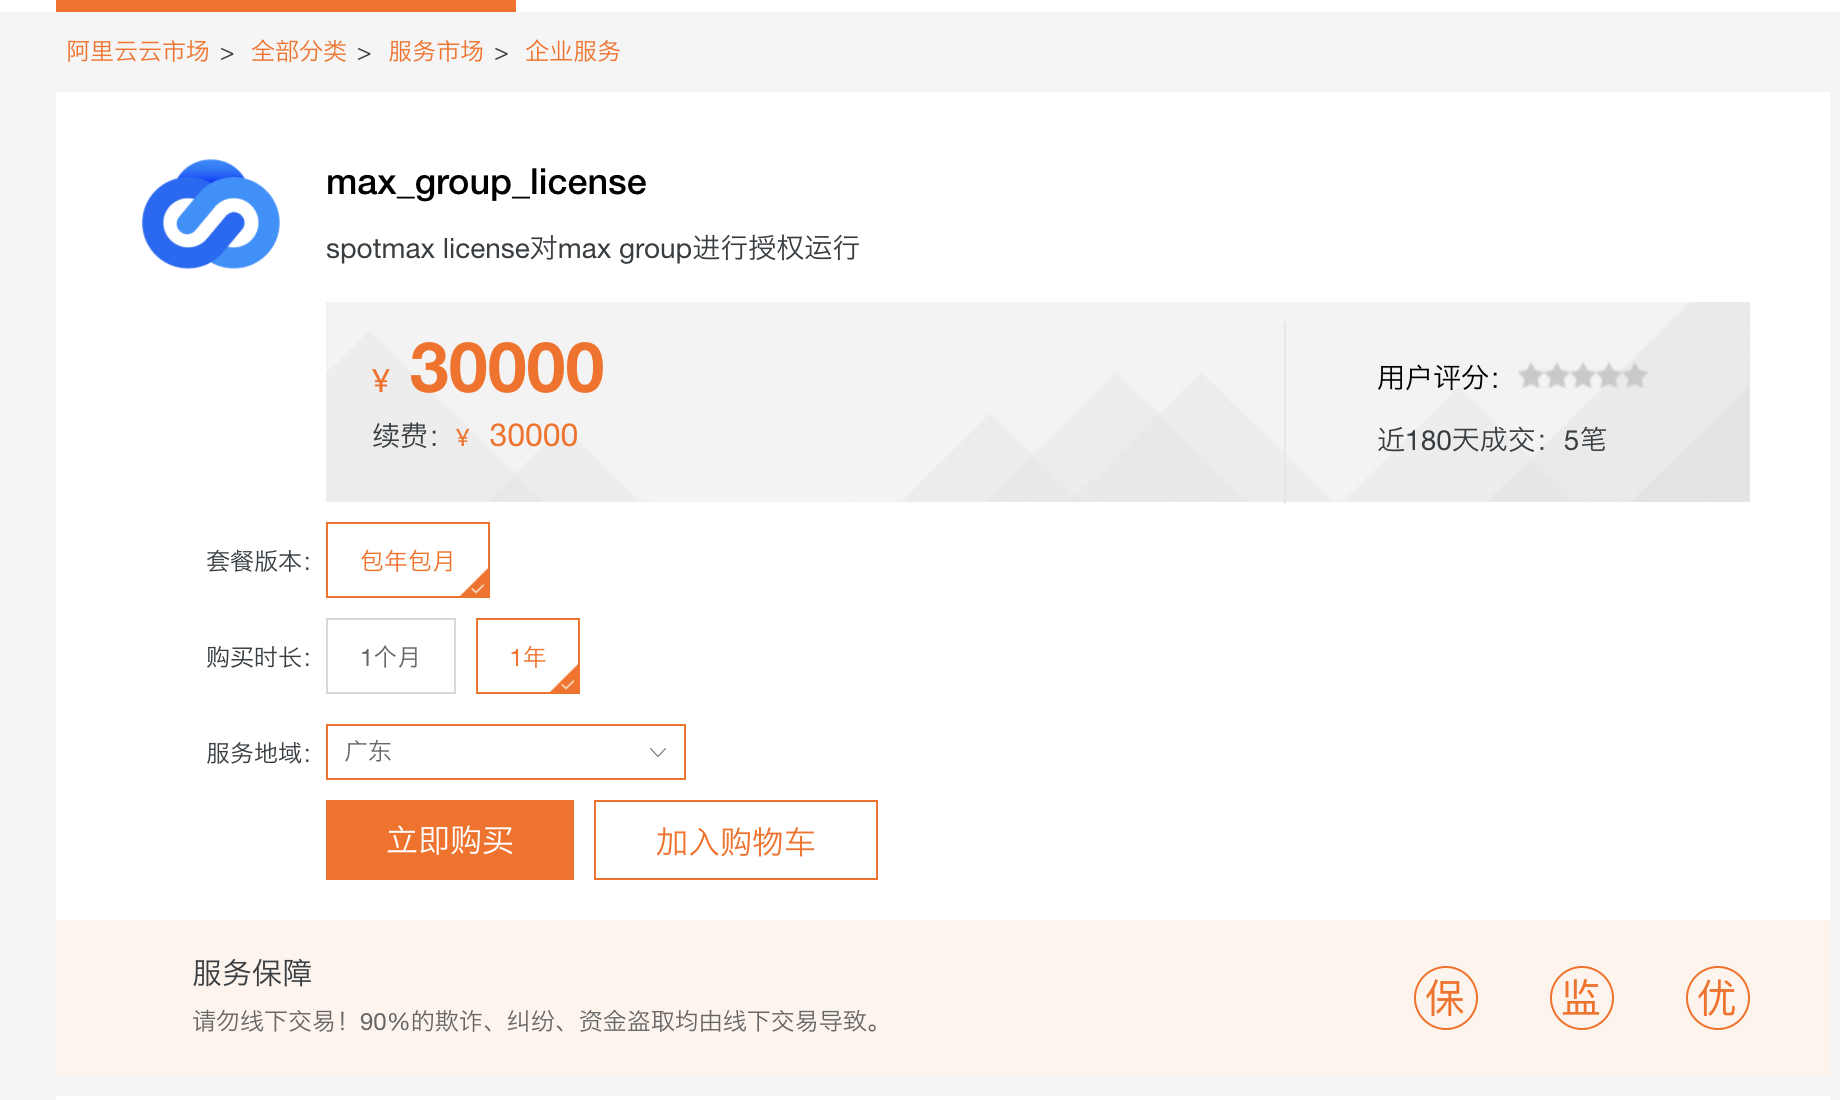 阿里云云市场 > 全部分类 > 服务市场 > 企业服务
max_group_license
spotmax license对max group进行授权运行
¥ 30000
续费： ¥ 30000
用户评分：
近180天成交：5笔
套餐版本： 包年包月
购买时长： 1个月 1年
服务地域： 广东
立即购买 加入购物车
服务保障
请勿线下交易！90%的欺诈、纠纷、资金盗取均由线下交易导致。
保 监 优